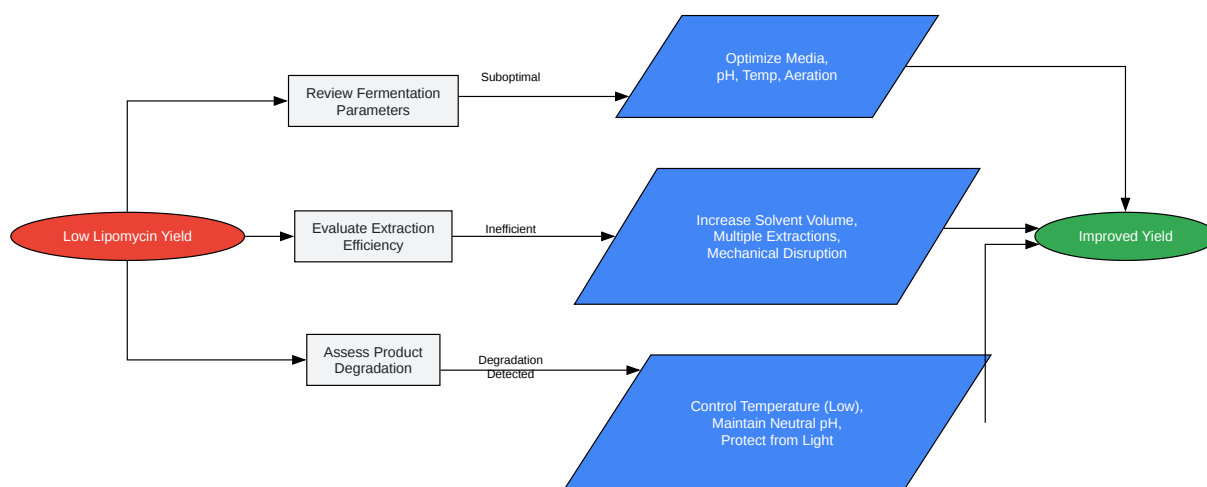 Low Lipomycin Yield
Review Fermentation
Parameters
Suboptimal
Optimize Media,
pH, Temp, Aeration
Evaluate Extraction
Efficiency
Inefficient
Increase Solvent Volume,
Multiple Extractions,
Mechanical Disruption
Assess Product
Degradation
Degradation
Detected
Control Temperature (Low),
Maintain Neutral pH,
Protect from Light
Improved Yield